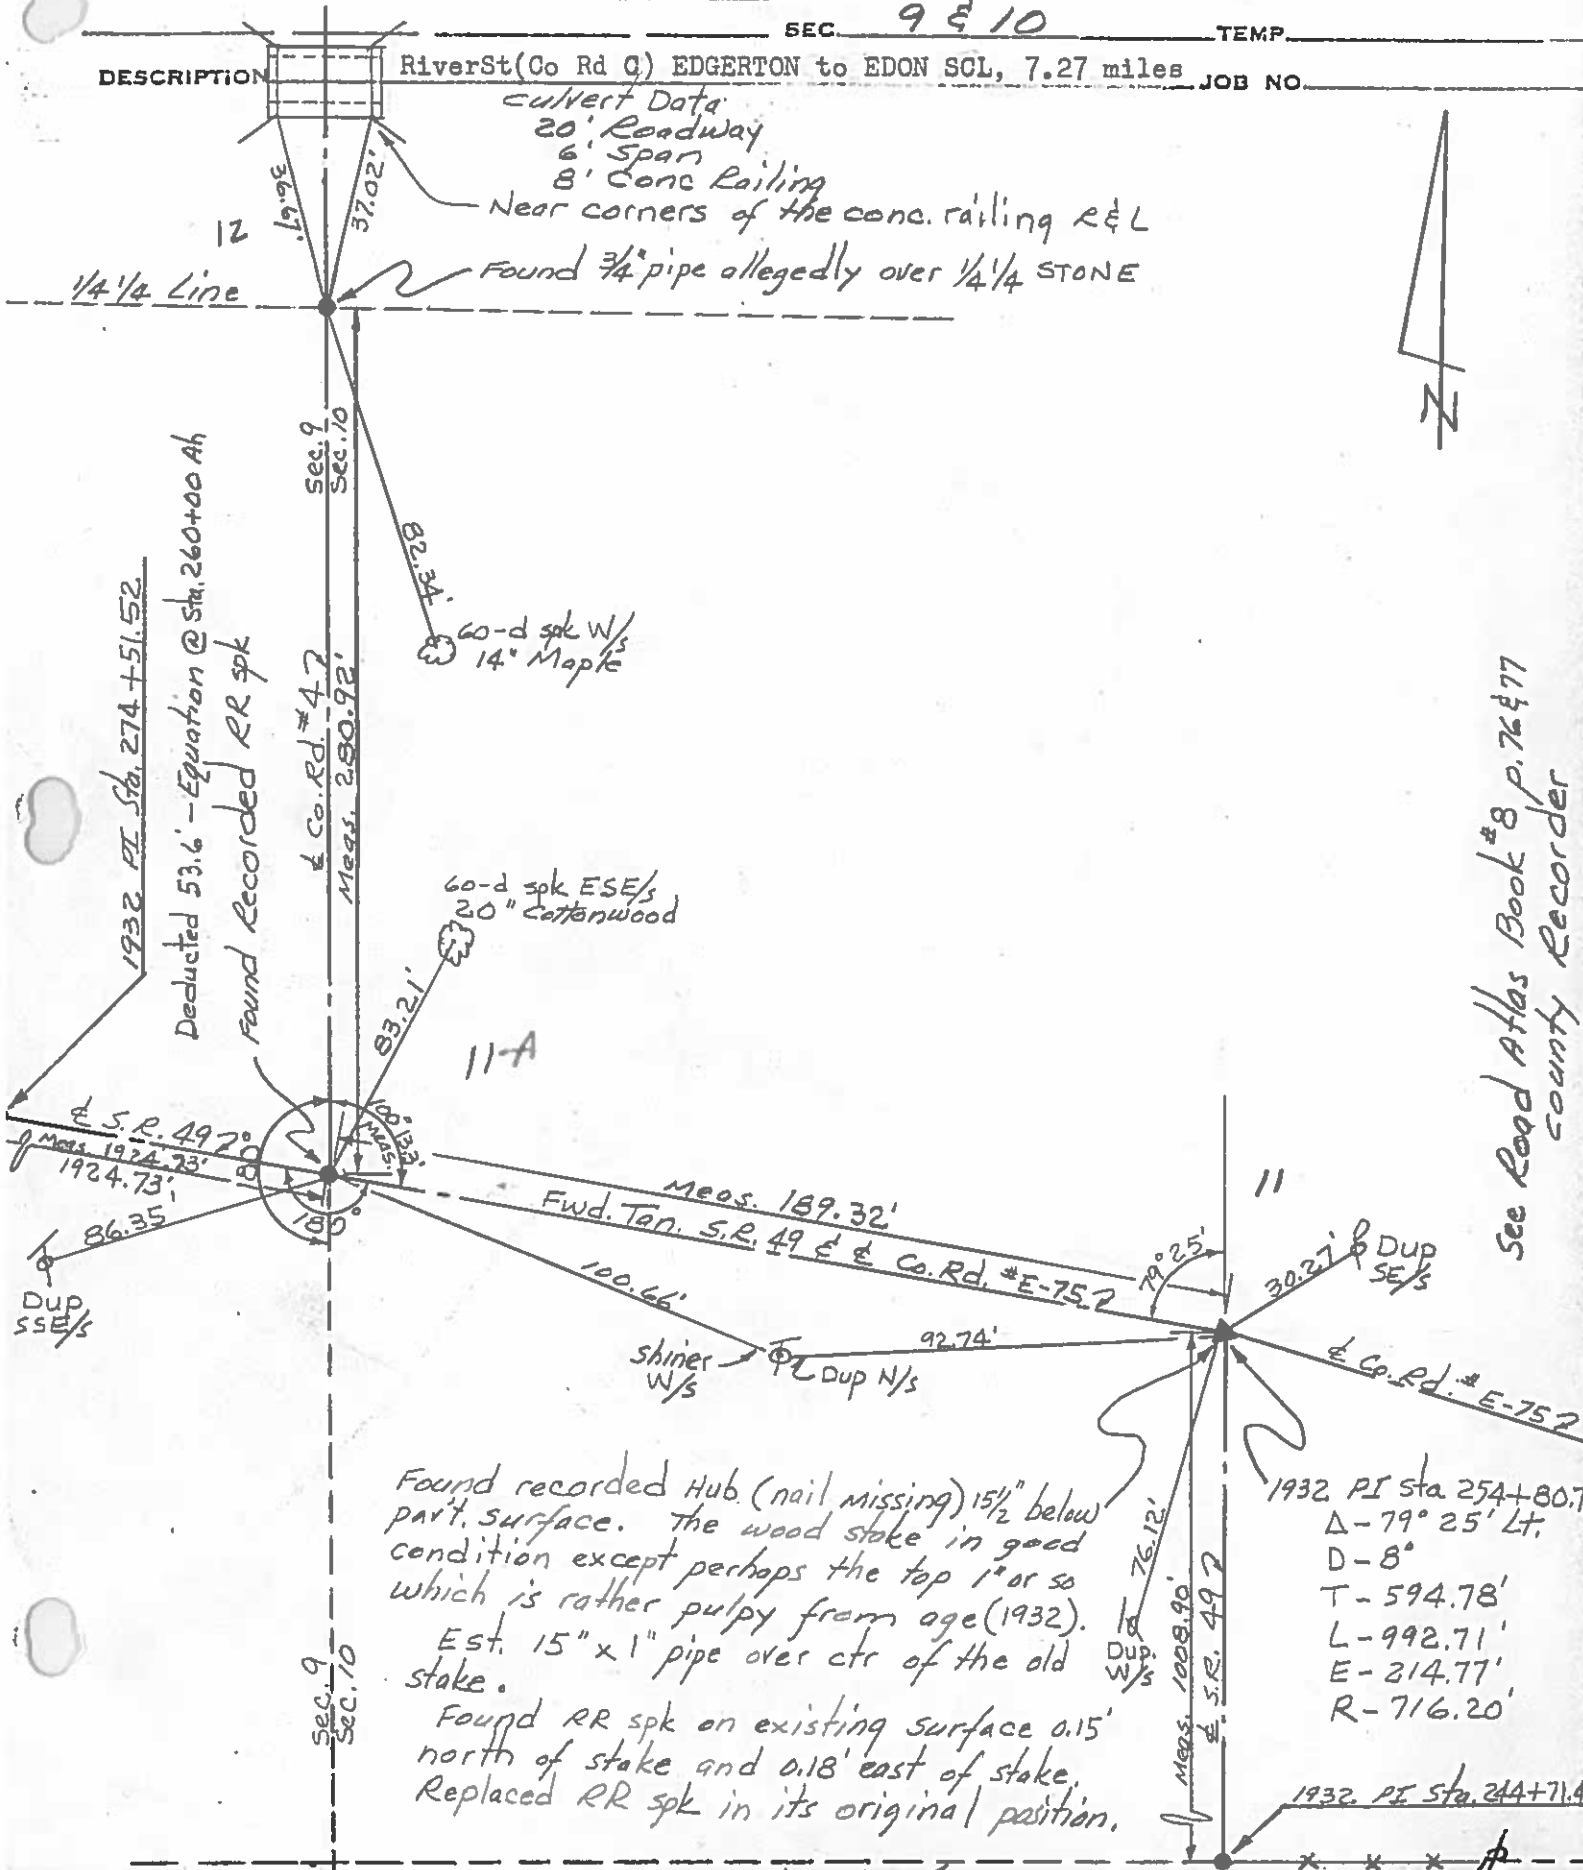 SEC. 9 & 10 TEMP.
DESCRIPTION RiverSt(Co Rd C) EDGERTON to EDON SCL, 7.27 miles JOB NO.
Culvert Data
20' Roadway
6' Span
8' Conc Railing
Near corners of the conc. railing R&L
36.67'
37.02'
12
Found 3/4" pipe allegedly over 1/4 1/4 STONE
1/4 1/4 Line
N
Sec. 9
Sec. 10
82.34'
60-d spk W/s
14" Maple
1932 PI Sta. 274+51.52
Deducted 53.6' - Equation @ Sta. 260+00 Ah
Found Recorded RR spk
℄ Co. Rd. #47
Meas. 280.92'
60-d spk ESE/s
20" Cottonwood
83.21'
11-A
See Road Atlas Book #8 p. 76 & 77
County Recorder
℄ S.R. 49
Meas. 1924.73'
1924.73'
86.35'
Dup
SSE/s
80°
180°
100° 13.3'
Meas.
Meas. 189.32'
Fwd. Tan. S.R. 49 & ℄ Co. Rd. #E-75
79° 25'
11
30.27'
Dup
SE/s
100.66'
Shiner
W/s
Dup N/s
92.74'
℄ Co. Rd. #E-75
Found recorded Hub (nail missing) 15½" below
pav't. surface. The wood stake in good
condition except perhaps the top 1" or so
which is rather pulpy from age (1932).
Est. 15" x 1" pipe over ctr of the old
stake.
Found RR spk on existing surface 0.15'
north of stake and 0.18' east of stake.
Replaced RR spk in its original position.
76.12'
Dup.
W/s
Meas. 1008.90'
℄ S.R. 49
1932 PI Sta 254+80.7
Δ - 79° 25' Lt.
D - 8°
T - 594.78'
L - 992.71'
E - 214.77'
R - 716.20'
Sec. 9
Sec. 10
1932 PI Sta. 244+71.4